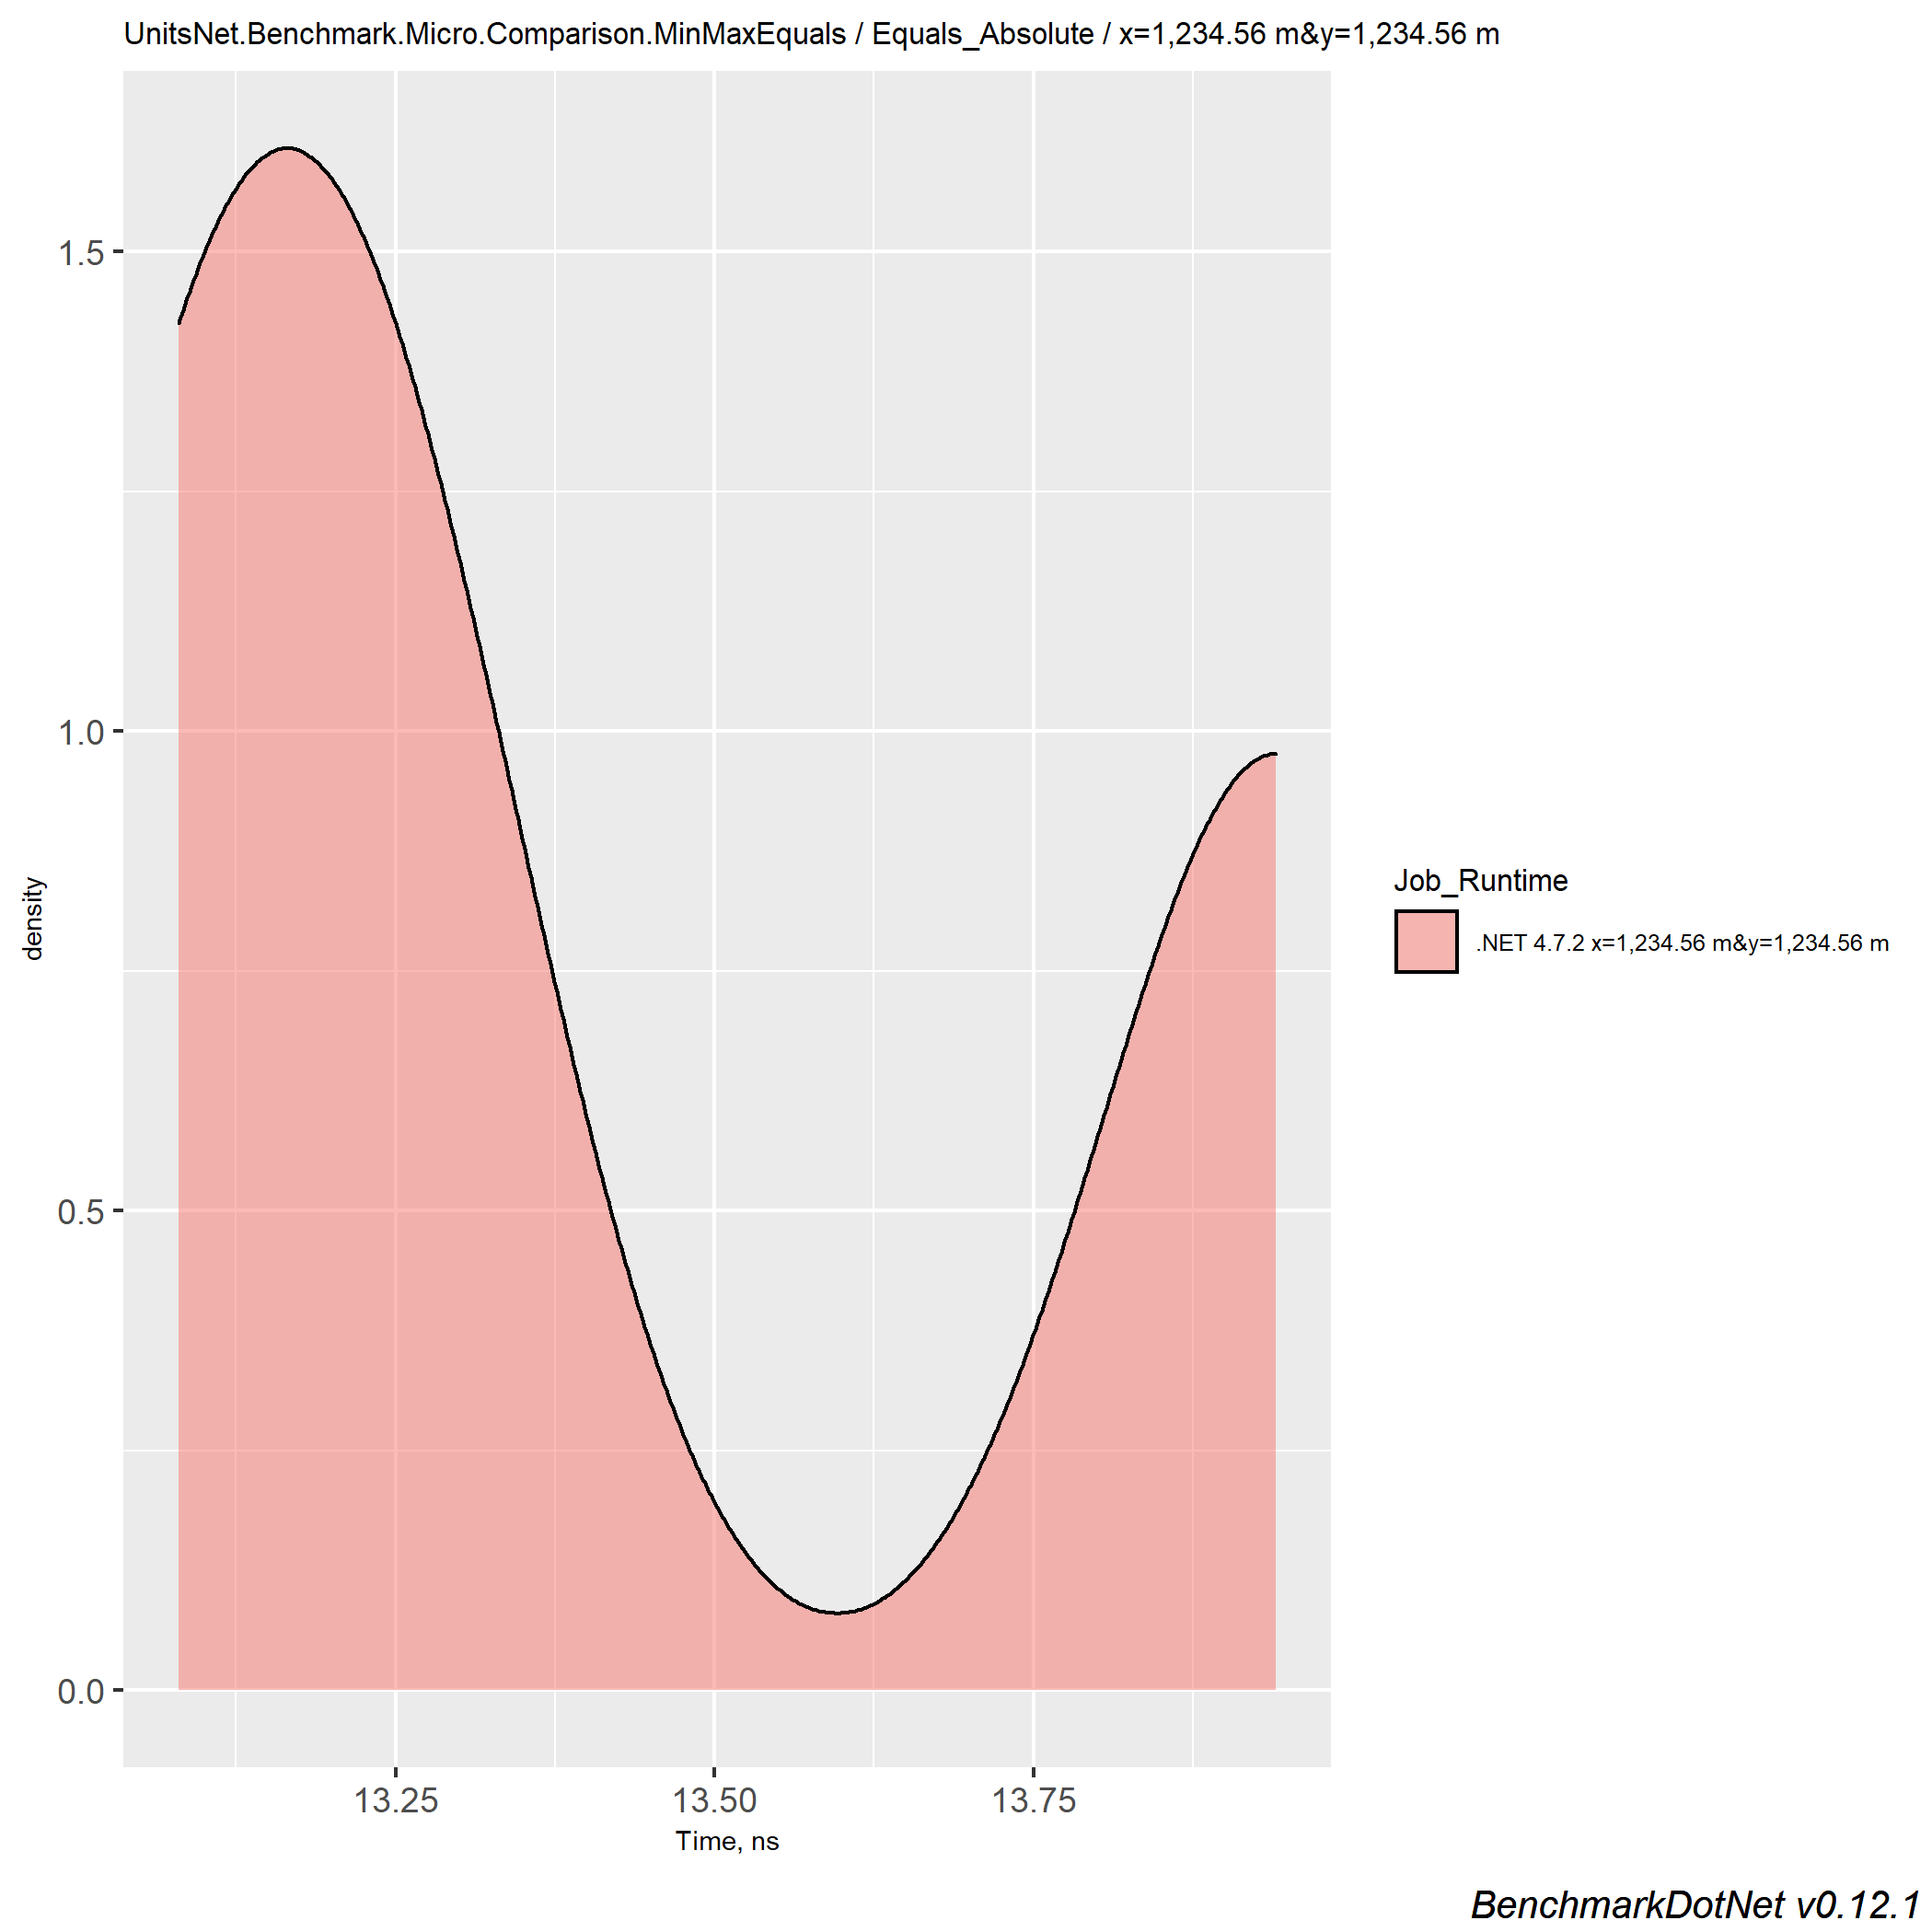 UnitsNet.Benchmark.Micro.Comparison.MinMaxEquals / Equals_Absolute / x=1,234.56 m&y=1,234.56 m
1.5
1.0
0.5
0.0
density
13.25 13.50 13.75
Time, ns
Job_Runtime
.NET 4.7.2 x=1,234.56 m&y=1,234.56 m
BenchmarkDotNet v0.12.1